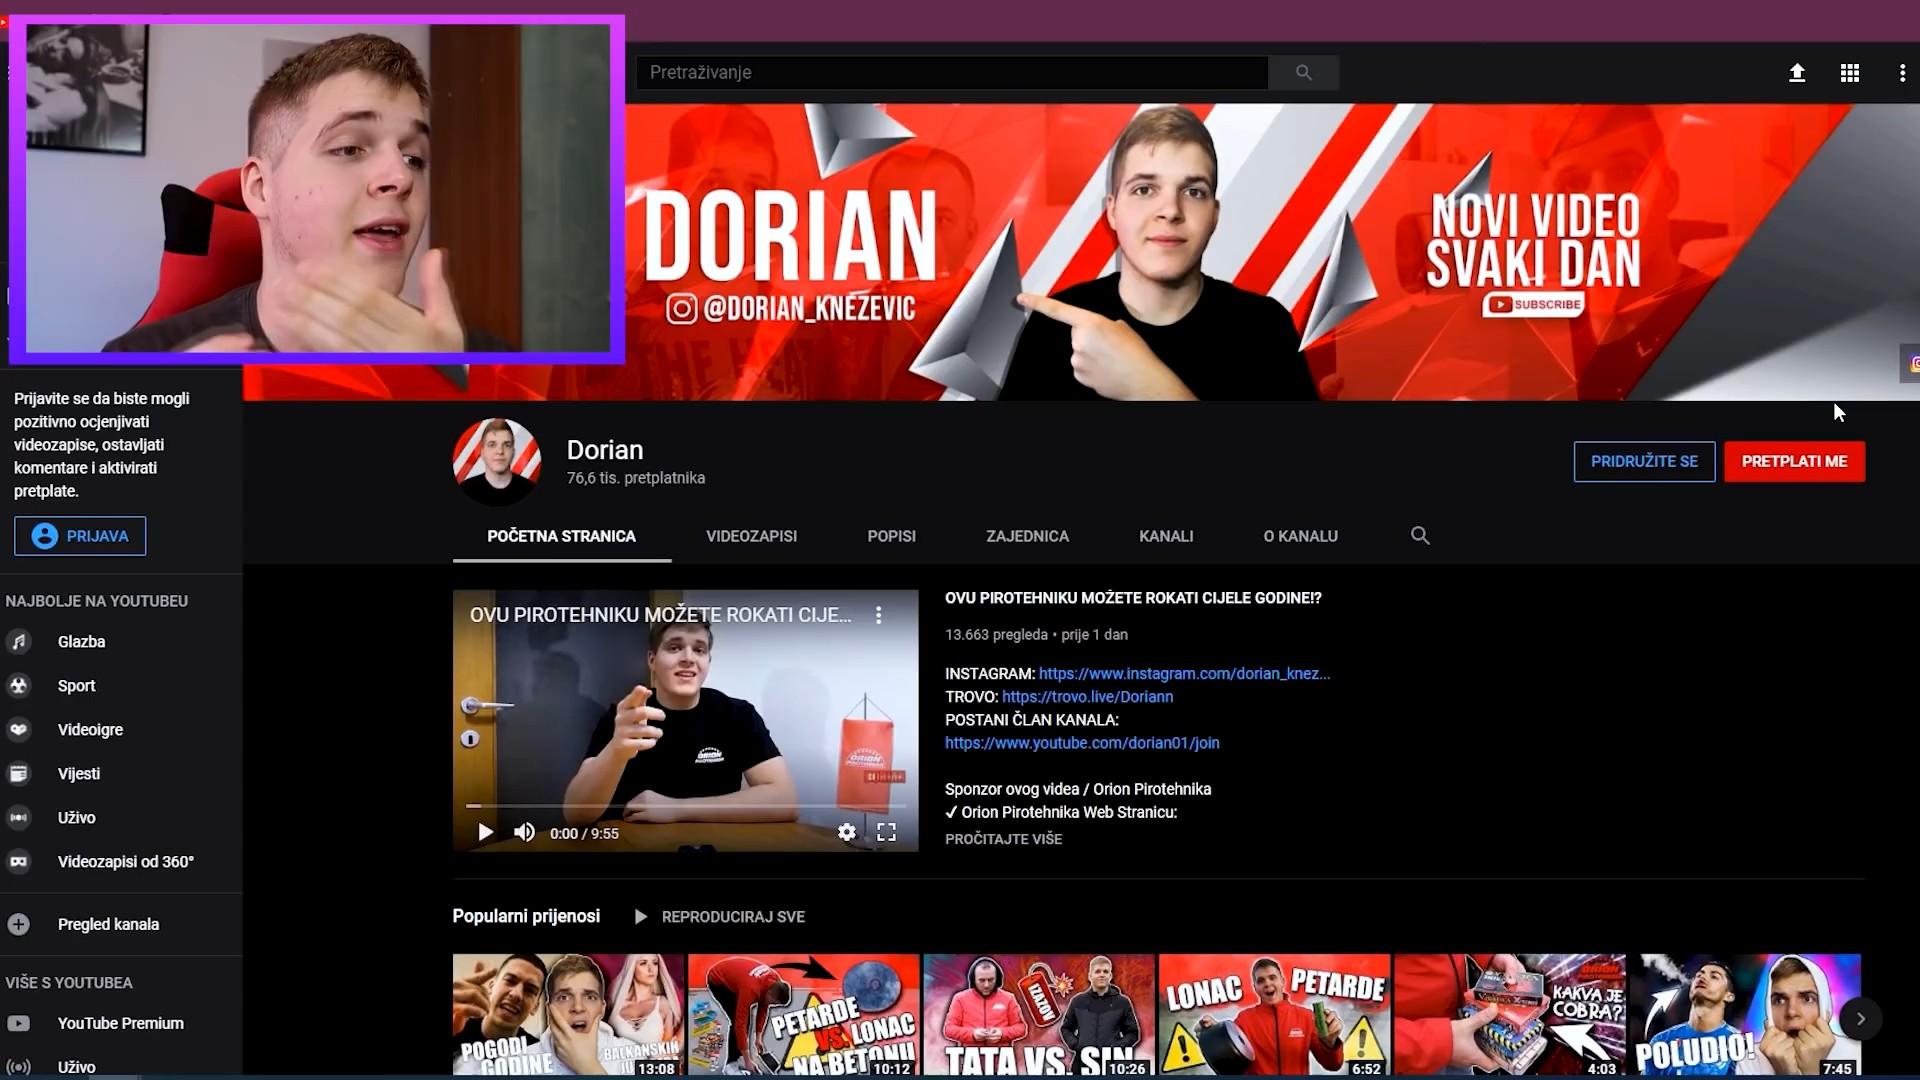 Pretraživanje
DORIAN
@DORIAN_KNEZEVIC
NOVI VIDEO
SVAKI DAN
SUBSCRIBE
Prijavite se da biste mogli
pozitivno ocjenjivati
videozapise, ostavljati
komentare i aktivirati
pretplate.
PRIJAVA
Dorian
76,6 tis. pretplatnika
PRIDRUŽITE SE
PRETPLATI ME
POČETNA STRANICA
VIDEOZAPISI
POPISI
ZAJEDNICA
KANALI
O KANALU
NAJBOLJE NA YOUTUBEU
Glazba
Sport
Videoigre
Vijesti
Uživo
Videozapisi od 360°
Pregled kanala
VIŠE S YOUTUBEA
YouTube Premium
Uživo
OVU PIROTEHNIKU MOŽETE ROKATI CIJE...
ORION
0:00 / 9:55
OVU PIROTEHNIKU MOŽETE ROKATI CIJELE GODINE!?
13.663 pregleda • prije 1 dan
INSTAGRAM: https://www.instagram.com/dorian_knez...
TROVO: https://trovo.live/Doriann
POSTANI ČLAN KANALA:
https://www.youtube.com/dorian01/join
Sponzor ovog videa / Orion Pirotehnika
✓ Orion Pirotehnika Web Stranicu:
PROČITAJTE VIŠE
Popularni prijenosi
REPRODUCIRAJ SVE
POGODI
GODINE
BALKANSKIH
13:08
PETARDE
VS. LONAC
NA BETONU
10:12
IZAZOV
TATA VS. SIN
10:26
LONAC
PETARDE
6:52
KAKVA JE
COBRA?
4:03
POLUDIO!
7:45